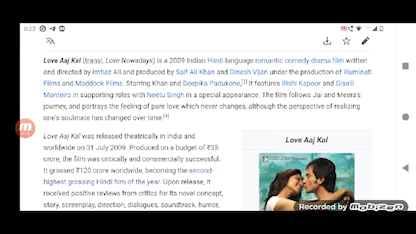 8:22
Love Aaj Kal (transl. Love Nowadays) is a 2009 Indian Hindi-language romantic comedy drama film written
and directed by Imtiaz Ali and produced by Saif Ali Khan and Dinesh Vijan under the production of Illuminati
Films and Maddock Films. Starring Khan and Deepika Padukone,[3] it features Rishi Kapoor and Giselli
Monteiro in supporting roles with Neetu Singh in a special appearance. The film follows Jai and Meera's
journey, and portrays the feeling of pure love which never changes, although the perspective of realizing
one's soulmate has changed over time.[4]
Love Aaj Kal was released theatrically in India and
worldwide on 31 July 2009. Produced on a budget of ₹35
crore, the film was critically and commercially successful.
It grossed ₹120 crore worldwide, becoming the second-
highest grossing Hindi film of the year. Upon release, it
received positive reviews from critics for its novel concept,
story, screenplay, direction, dialogues, soundtrack, humor,
Love Aaj Kal
Recorded by Mobizen